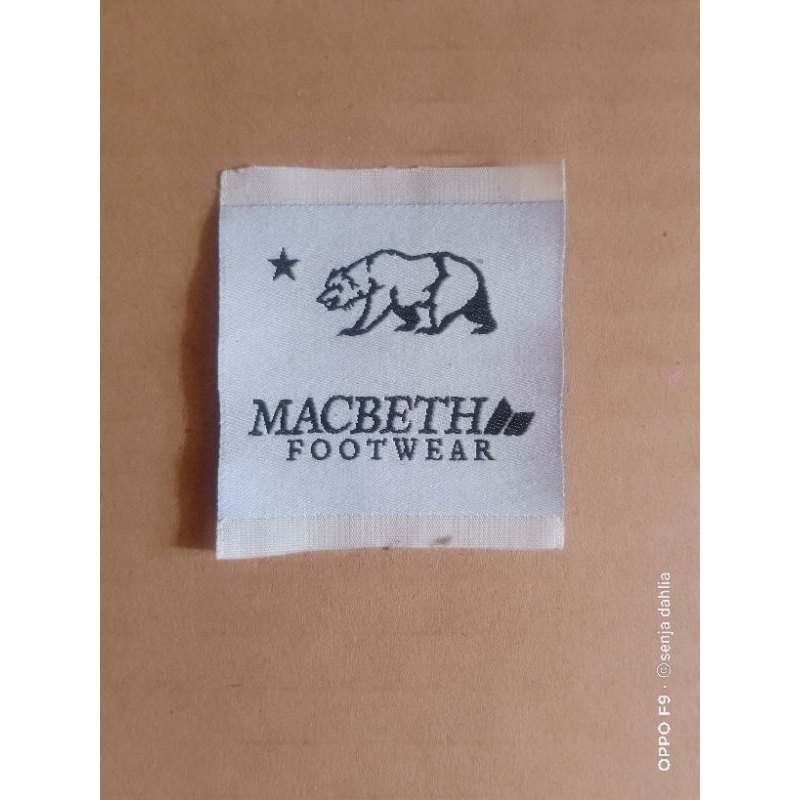 MACBETH
FOOTWEAR
OPPO F9 · ©senja dahlia